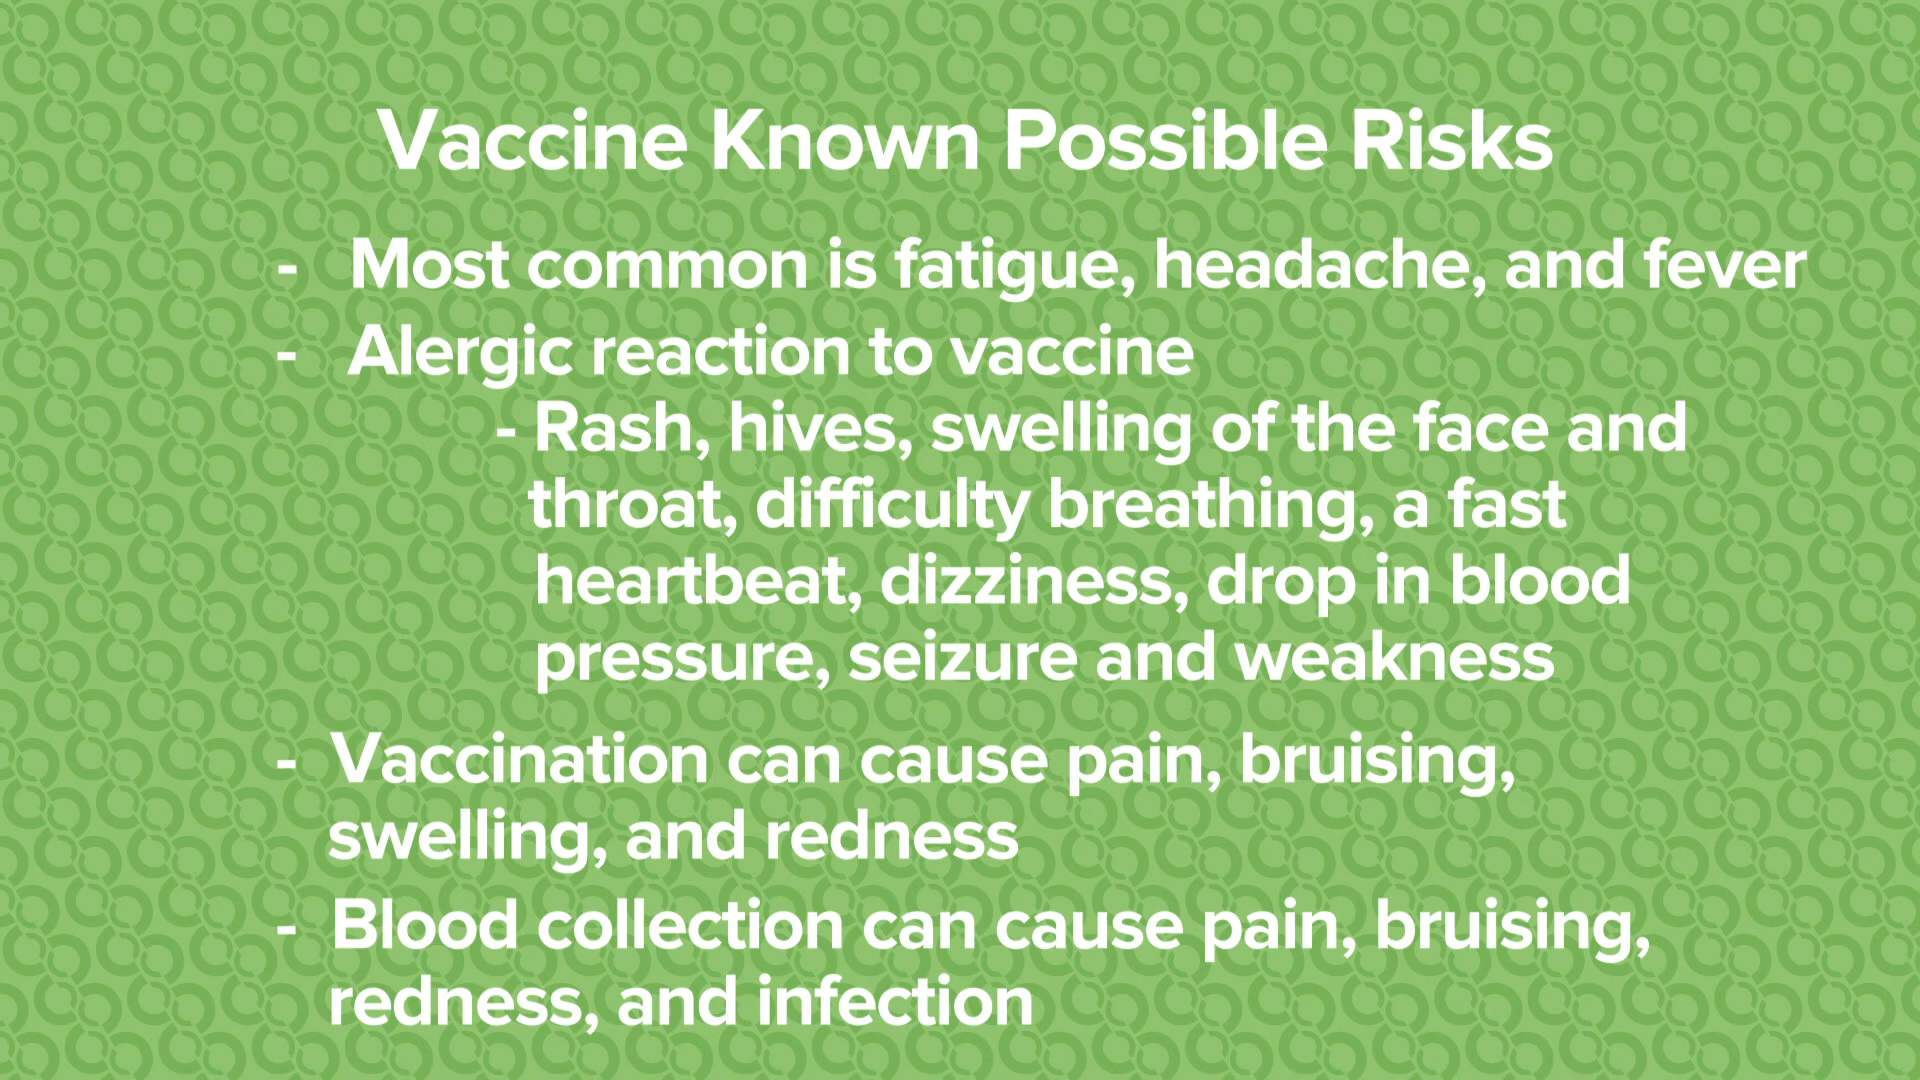 Vaccine Known Possible Risks
- Most common is fatigue, headache, and fever
- Alergic reaction to vaccine
- Rash, hives, swelling of the face and
throat, difficulty breathing, a fast
heartbeat, dizziness, drop in blood
pressure, seizure and weakness
- Vaccination can cause pain, bruising,
swelling, and redness
- Blood collection can cause pain, bruising,
redness, and infection